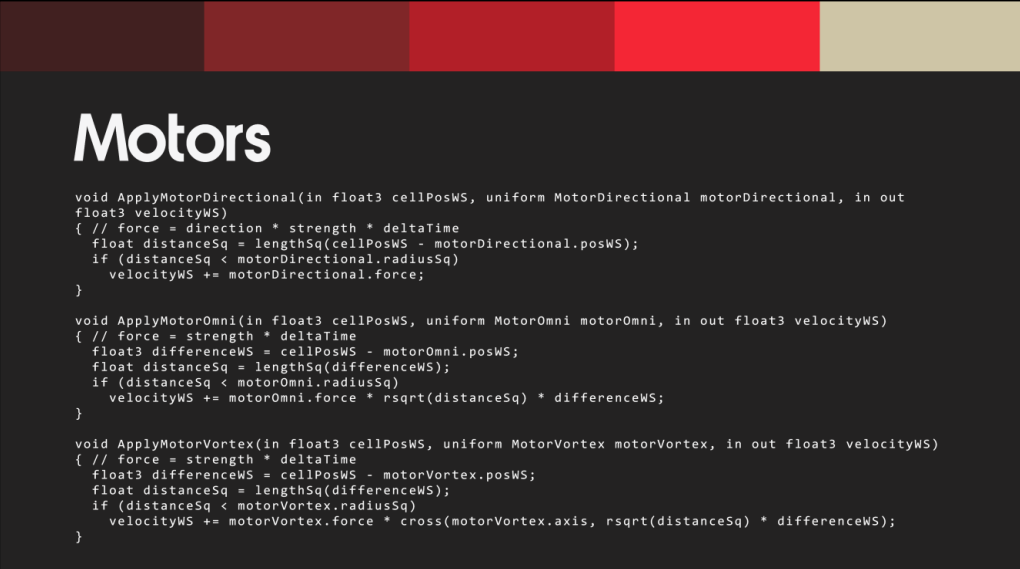 Motors
void ApplyMotorDirectional(in float3 cellPosWS, uniform MotorDirectional motorDirectional, in out
float3 velocityWS)
{ // force = direction * strength * deltaTime
  float distanceSq = lengthSq(cellPosWS - motorDirectional.posWS);
  if (distanceSq < motorDirectional.radiusSq)
    velocityWS += motorDirectional.force;
}
void ApplyMotorOmni(in float3 cellPosWS, uniform MotorOmni motorOmni, in out float3 velocityWS)
{ // force = strength * deltaTime
  float3 differenceWS = cellPosWS - motorOmni.posWS;
  float distanceSq = lengthSq(differenceWS);
  if (distanceSq < motorOmni.radiusSq)
    velocityWS += motorOmni.force * rsqrt(distanceSq) * differenceWS;
}
void ApplyMotorVortex(in float3 cellPosWS, uniform MotorVortex motorVortex, in out float3 velocityWS)
{ // force = strength * deltaTime
  float3 differenceWS = cellPosWS - motorVortex.posWS;
  float distanceSq = lengthSq(differenceWS);
  if (distanceSq < motorVortex.radiusSq)
    velocityWS += motorVortex.force * cross(motorVortex.axis, rsqrt(distanceSq) * differenceWS);
}